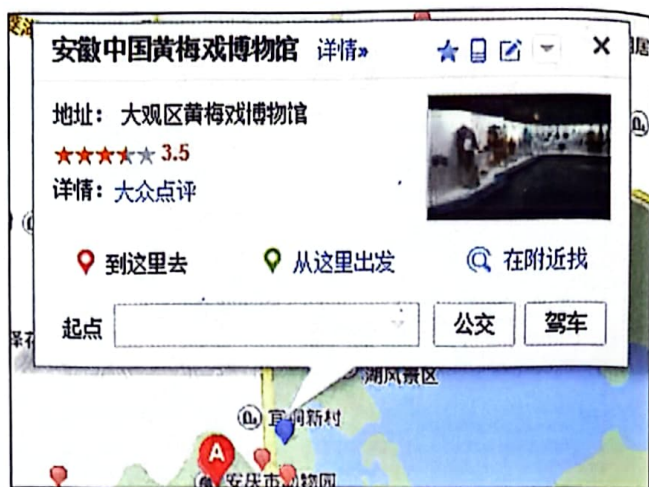 安徽中国黄梅戏博物馆 详情»
地址： 大观区黄梅戏博物馆
3.5
详情：大众点评
到这里去 从这里出发 在附近找
起点 公交 驾车
湖风景区
宜洞新村
A
安庆市动物园